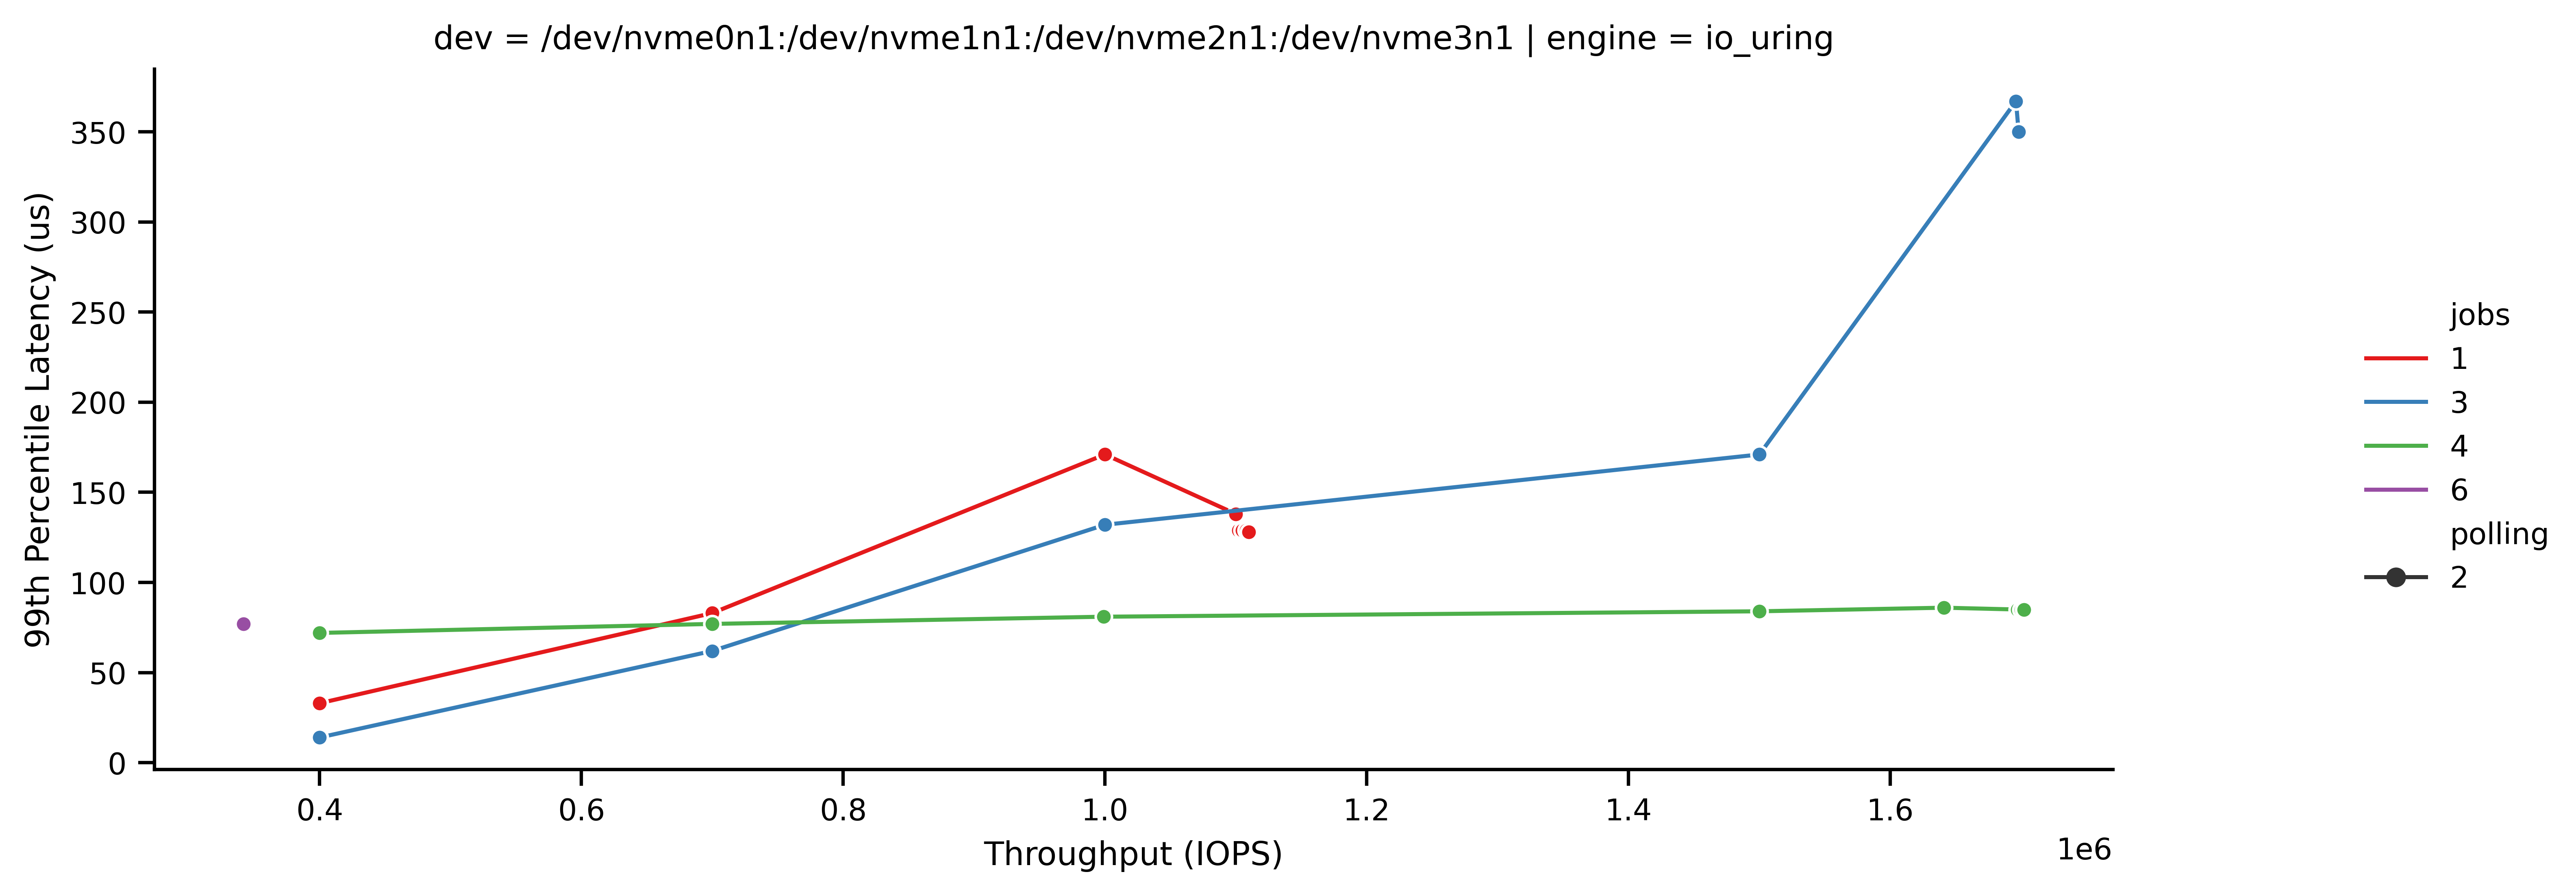 dev = /dev/nvme0n1:/dev/nvme1n1:/dev/nvme2n1:/dev/nvme3n1 | engine = io_uring
99th Percentile Latency (us)
350
300
250
200
150
100
50
0
0.4 0.6 0.8 1.0 1.2 1.4 1.6
1e6
Throughput (IOPS)
jobs
1
3
4
6
polling
2